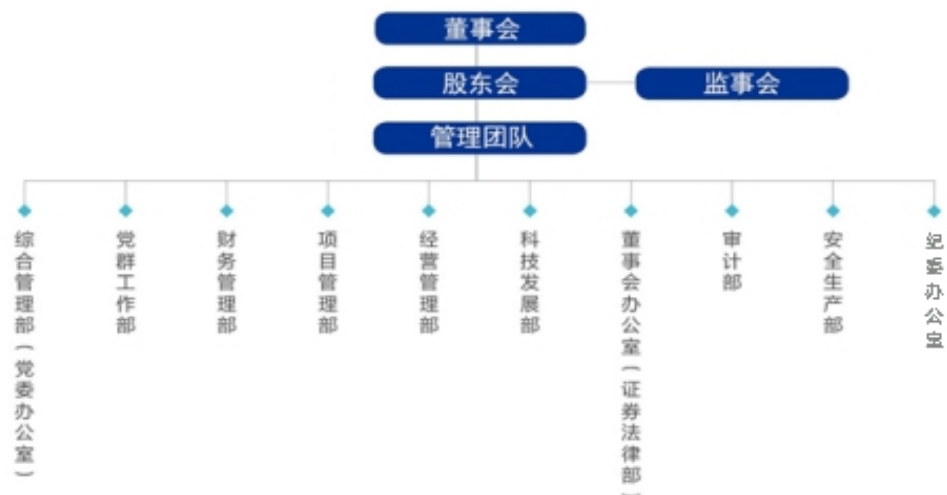 董事会
股东会
监事会
管理团队
综合管理部（党委办公室）
党群工作部
财务管理部
项目管理部
经营管理部
科技发展部
董事会办公室（证券法律部）
审计部
安全生产部
纪委办公室